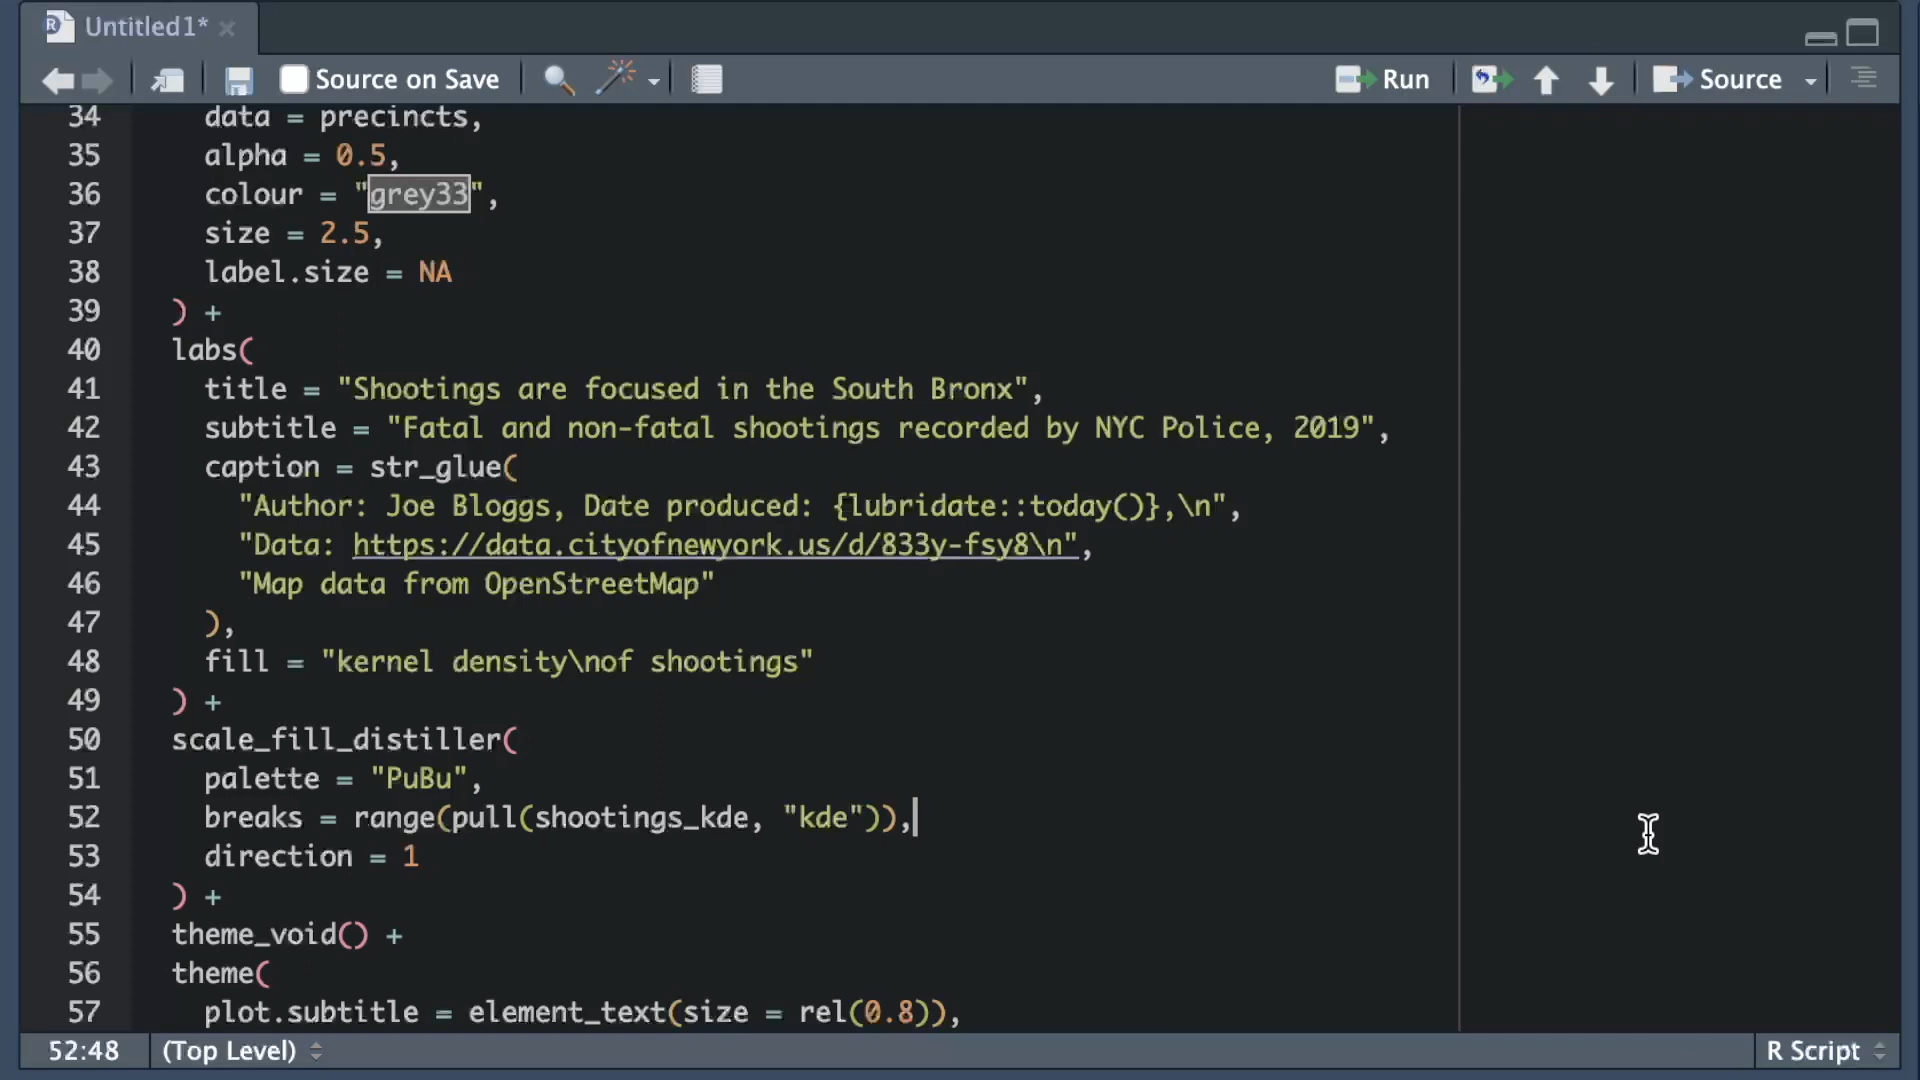 Untitled1*
Source on Save
Run
Source
34 data = precincts,
35 alpha = 0.5,
36 colour = "grey33",
37 size = 2.5,
38 label.size = NA
39 ) +
40 labs(
41 title = "Shootings are focused in the South Bronx",
42 subtitle = "Fatal and non-fatal shootings recorded by NYC Police, 2019",
43 caption = str_glue(
44 "Author: Joe Bloggs, Date produced: {lubridate::today()},\n",
45 "Data: https://data.cityofnewyork.us/d/833y-fsy8\n",
46 "Map data from OpenStreetMap"
47 ),
48 fill = "kernel density\nof shootings"
49 ) +
50 scale_fill_distiller(
51 palette = "PuBu",
52 breaks = range(pull(shootings_kde, "kde")),
53 direction = 1
54 ) +
55 theme_void() +
56 theme(
57 plot.subtitle = element_text(size = rel(0.8)),
52:48 (Top Level)
R Script